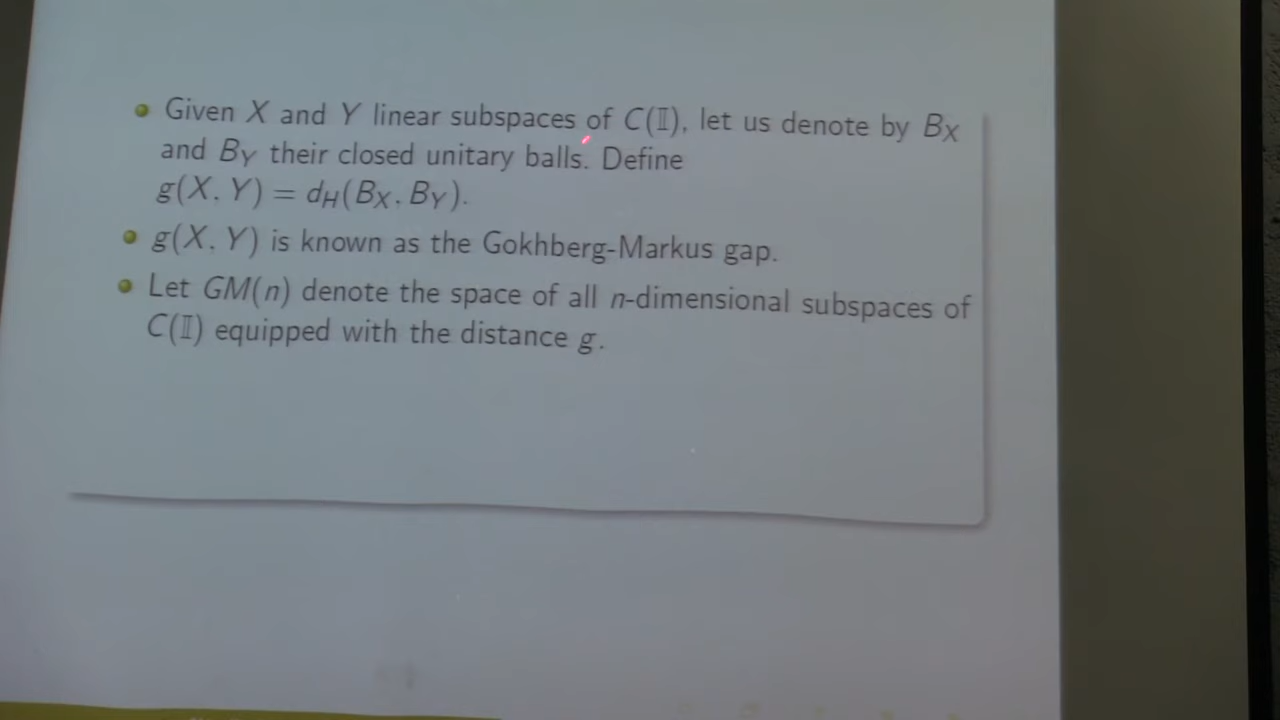 Given X and Y linear subspaces of C(𝕀), let us denote by B_X
and B_Y their closed unitary balls. Define
g(X, Y) = d_H(B_X, B_Y).
g(X, Y) is known as the Gokhberg-Markus gap.
Let GM(n) denote the space of all n-dimensional subspaces of
C(𝕀) equipped with the distance g.